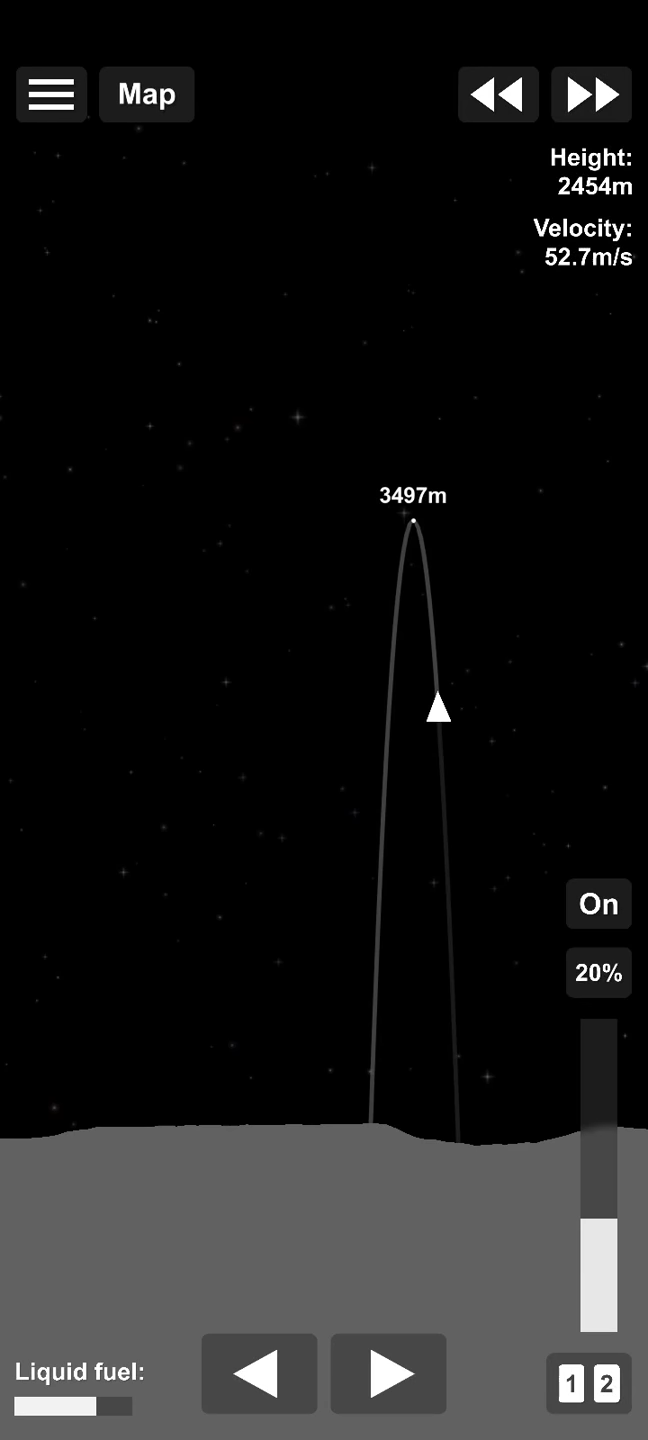 Map
Height:
2454m
Velocity:
52.7m/s
3497m
On
20%
Liquid fuel:
1 2